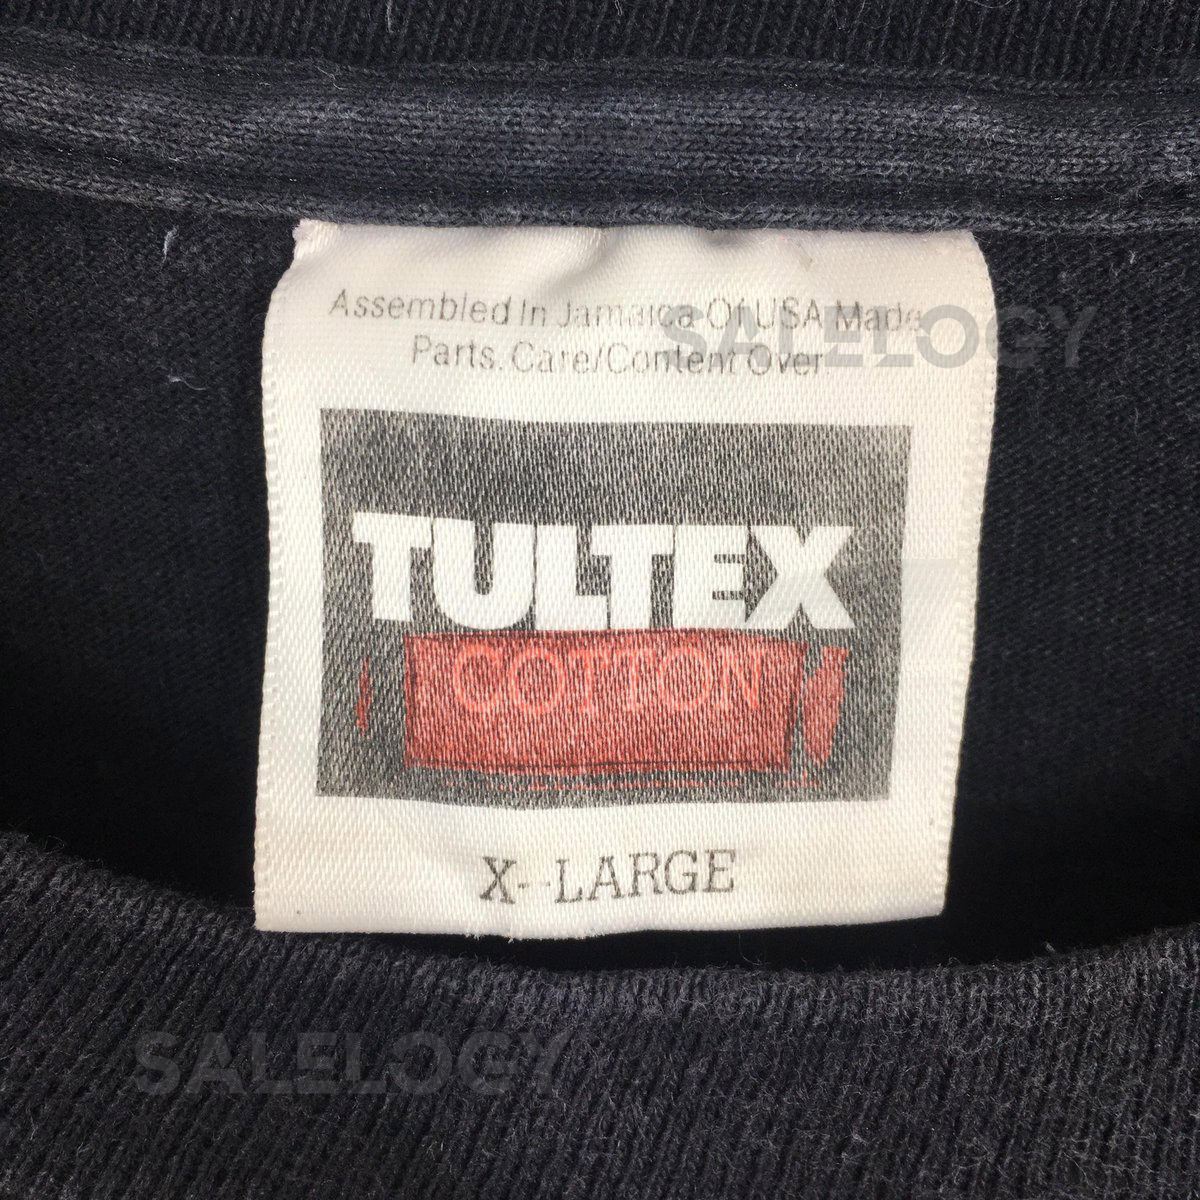 Assembled In Jamaica Of USA Made
Parts. Care/Content Over
SALELOGY
TULTEX
COTTON
X-LARGE
SALELOGY